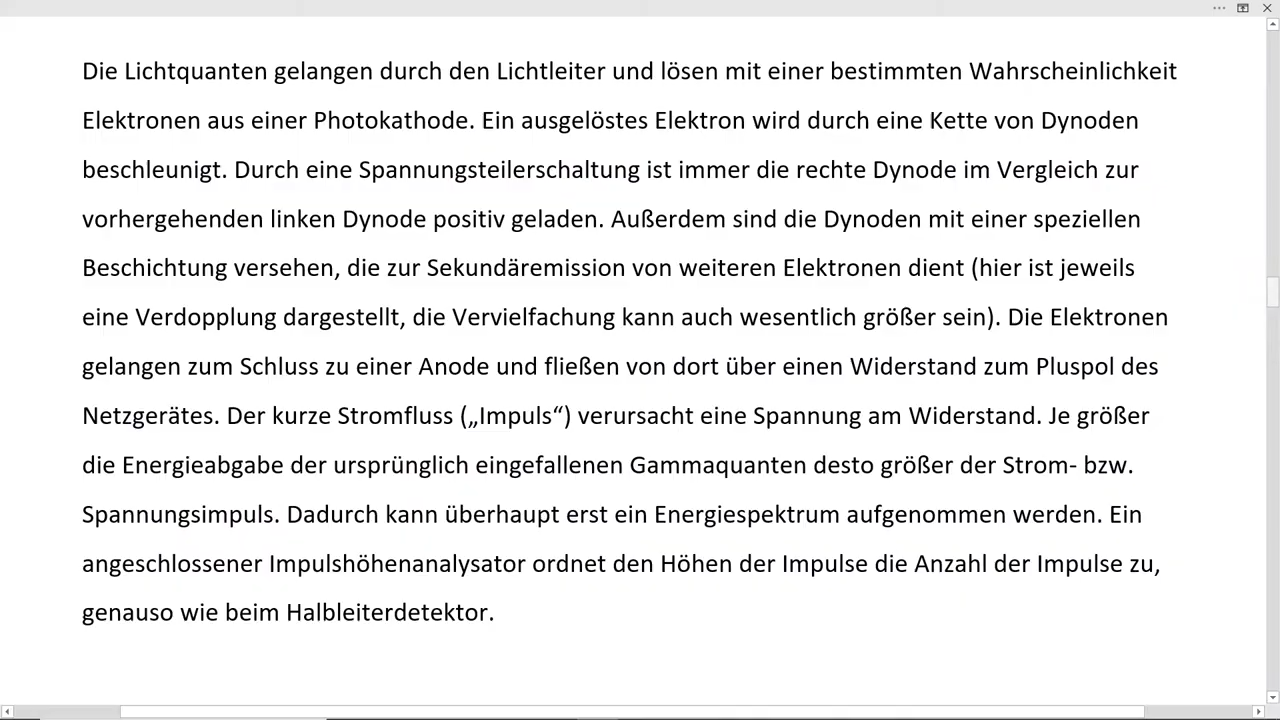 Die Lichtquanten gelangen durch den Lichtleiter und lösen mit einer bestimmten Wahrscheinlichkeit
Elektronen aus einer Photokathode. Ein ausgelöstes Elektron wird durch eine Kette von Dynoden
beschleunigt. Durch eine Spannungsteilerschaltung ist immer die rechte Dynode im Vergleich zur
vorhergehenden linken Dynode positiv geladen. Außerdem sind die Dynoden mit einer speziellen
Beschichtung versehen, die zur Sekundäremission von weiteren Elektronen dient (hier ist jeweils
eine Verdopplung dargestellt, die Vervielfachung kann auch wesentlich größer sein). Die Elektronen
gelangen zum Schluss zu einer Anode und fließen von dort über einen Widerstand zum Pluspol des
Netzgerätes. Der kurze Stromfluss („Impuls“) verursacht eine Spannung am Widerstand. Je größer
die Energieabgabe der ursprünglich eingefallenen Gammaquanten desto größer der Strom- bzw.
Spannungsimpuls. Dadurch kann überhaupt erst ein Energiespektrum aufgenommen werden. Ein
angeschlossener Impulshöhenanalysator ordnet den Höhen der Impulse die Anzahl der Impulse zu,
genauso wie beim Halbleiterdetektor.